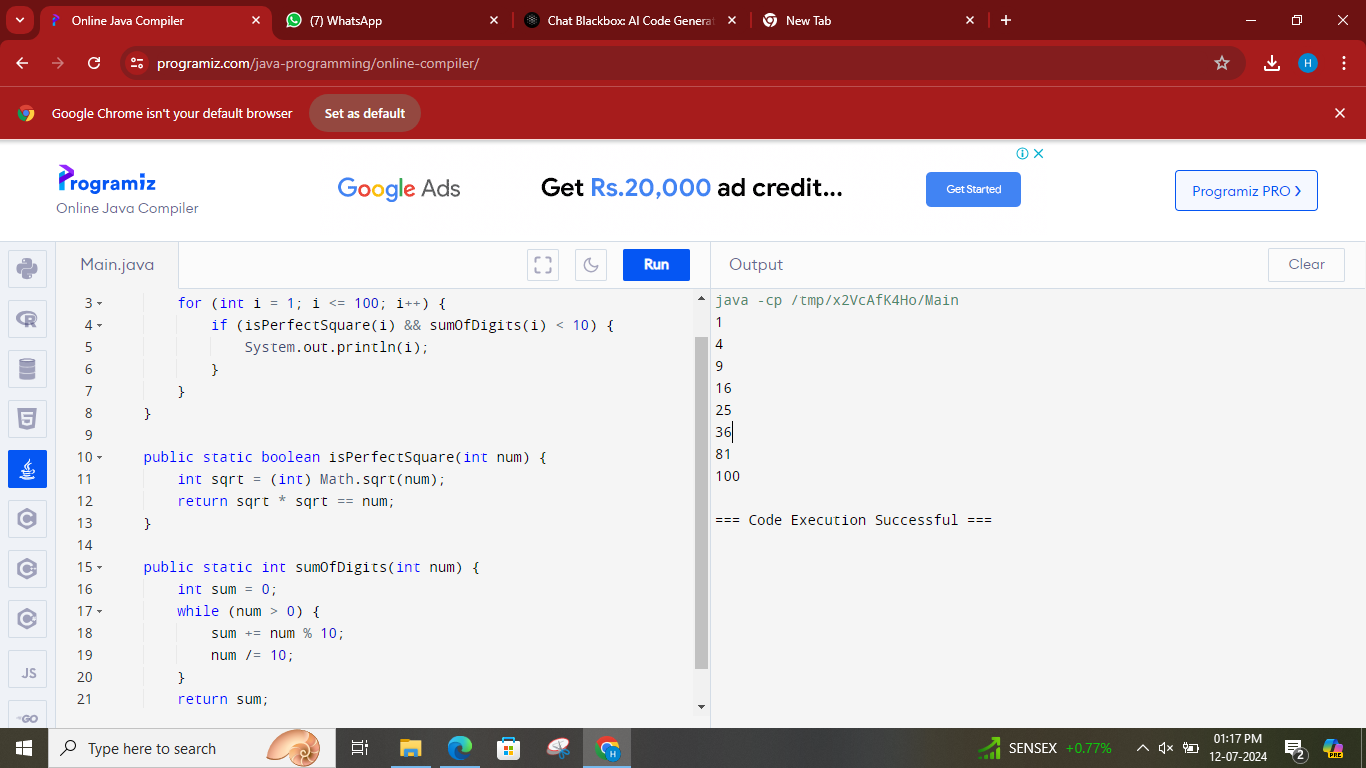 Online Java Compiler
(7) WhatsApp
Chat Blackbox: AI Code Generat
New Tab
programiz.com/java-programming/online-compiler/
H
Google Chrome isn't your default browser
Set as default
Programiz
Online Java Compiler
Google Ads
Get Rs.20,000 ad credit...
Get Started
Programiz PRO
Main.java
Run
Output
Clear
3 for (int i = 1; i <= 100; i++) {
4 if (isPerfectSquare(i) && sumOfDigits(i) < 10) {
5 System.out.println(i);
6 }
7 }
8 }
9
10 public static boolean isPerfectSquare(int num) {
11 int sqrt = (int) Math.sqrt(num);
12 return sqrt * sqrt == num;
13 }
14
15 public static int sumOfDigits(int num) {
16 int sum = 0;
17 while (num > 0) {
18 sum += num % 10;
19 num /= 10;
20 }
21 return sum;
java -cp /tmp/x2VcAfK4Ho/Main
1
4
9
16
25
36
81
100
=== Code Execution Successful ===
JS
GO
Type here to search
H
SENSEX +0.77%
01:17 PM
12-07-2024
2
PRE